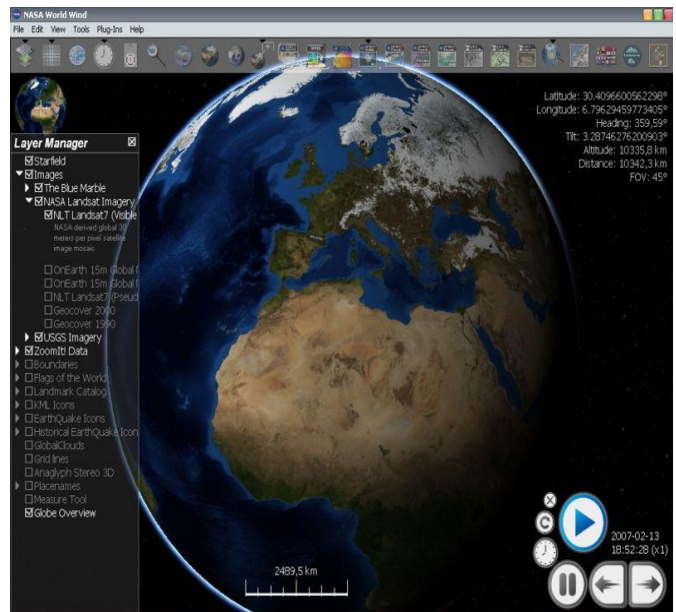 NASA World Wind
File Edit View Tools Plug-Ins Help
Latitude: 30.4096600562298°
Longitude: 6.79629459773405°
Heading: 359,59°
Tilt: 3.28746276200903°
Altitude: 10335,8 km
Distance: 10342,3 km
FOV: 45°
Layer Manager
Starfield
Images
The Blue Marble
NASA Landsat Imagery
NLT Landsat7 (Visible
NASA derived global 30
meters per pixel satellite
image mosaic
OnEarth 15m Global
OnEarth 15m Global
NLT Landsat7 (Pseud
Geocover 2000
Geocover 1990
USGS Imagery
ZoomIt! Data
Boundaries
Flags of the World
Landmark Catalog
KML Icons
EarthQuake Icons
Historical EarthQuake Icon
GlobalClouds
Grid lines
Anaglyph Stereo 3D
Placenames
Measure Tool
Globe Overview
2489,5 km
2007-02-13
18:52:28 (x1)